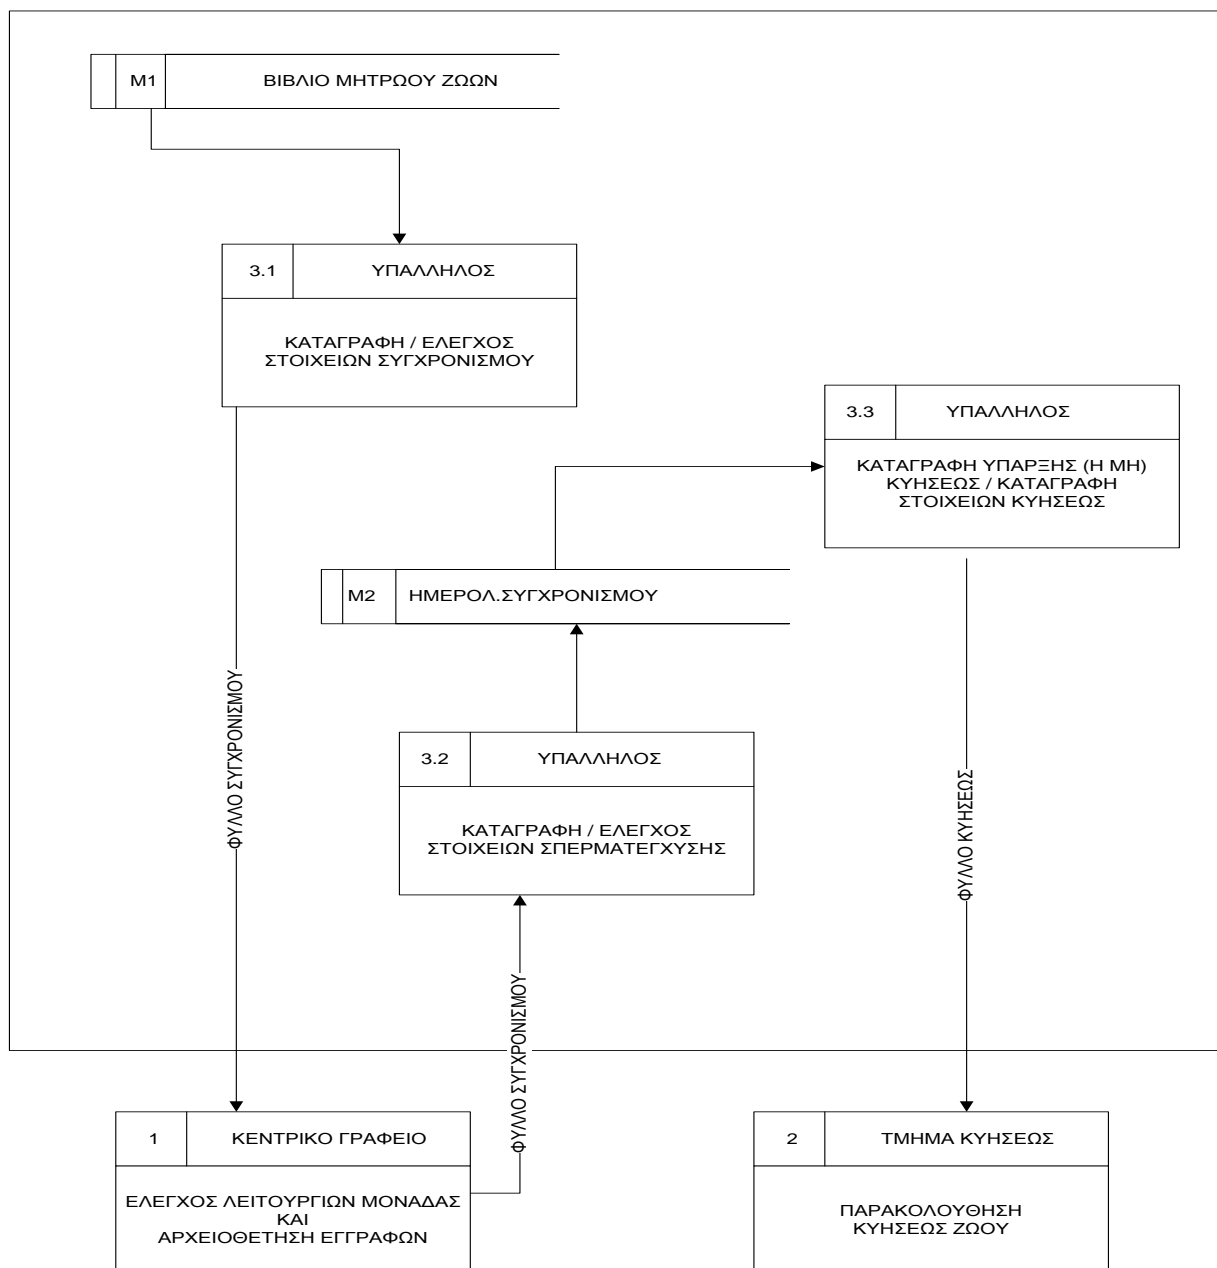 M1 ΒΙΒΛΙΟ ΜΗΤΡΩΟΥ ΖΩΩΝ
3.1 ΥΠΑΛΛΗΛΟΣ
ΚΑΤΑΓΡΑΦΗ / ΕΛΕΓΧΟΣ
ΣΤΟΙΧΕΙΩΝ ΣΥΓΧΡΟΝΙΣΜΟΥ
3.3 ΥΠΑΛΛΗΛΟΣ
ΚΑΤΑΓΡΑΦΗ ΥΠΑΡΞΗΣ (Η ΜΗ)
ΚΥΗΣΕΩΣ / ΚΑΤΑΓΡΑΦΗ
ΣΤΟΙΧΕΙΩΝ ΚΥΗΣΕΩΣ
M2 ΗΜΕΡΟΛ.ΣΥΓΧΡΟΝΙΣΜΟΥ
ΦΥΛΛΟ ΣΥΓΧΡΟΝΙΣΜΟΥ
3.2 ΥΠΑΛΛΗΛΟΣ
ΚΑΤΑΓΡΑΦΗ / ΕΛΕΓΧΟΣ
ΣΤΟΙΧΕΙΩΝ ΣΠΕΡΜΑΤΕΓΧΥΣΗΣ
ΦΥΛΛΟ ΚΥΗΣΕΩΣ
ΦΥΛΛΟ ΣΥΓΧΡΟΝΙΣΜΟΥ
1 ΚΕΝΤΡΙΚΟ ΓΡΑΦΕΙΟ
ΕΛΕΓΧΟΣ ΛΕΙΤΟΥΡΓΙΩΝ ΜΟΝΑΔΑΣ
ΚΑΙ
ΑΡΧΕΙΟΘΕΤΗΣΗ ΕΓΓΡΑΦΩΝ
2 ΤΜΗΜΑ ΚΥΗΣΕΩΣ
ΠΑΡΑΚΟΛΟΥΘΗΣΗ
ΚΥΗΣΕΩΣ ΖΩΟΥ